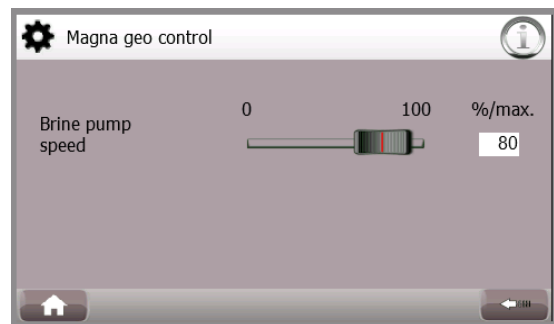 Magna geo control
0 100 %/max.
Brine pump
speed
80